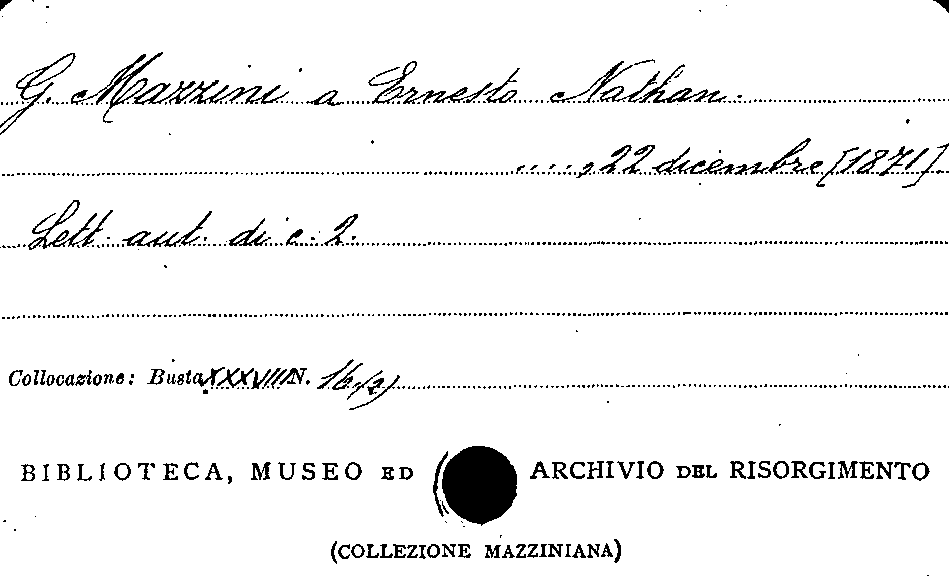 G. Mazzini a Ernesto Nathan.
....., 22 dicembre [1871].
Lett. aut. di c. 2.
Collocazione: Busta XXXVIII N. 16 (2)
BIBLIOTECA, MUSEO ED ARCHIVIO DEL RISORGIMENTO
(COLLEZIONE MAZZINIANA)